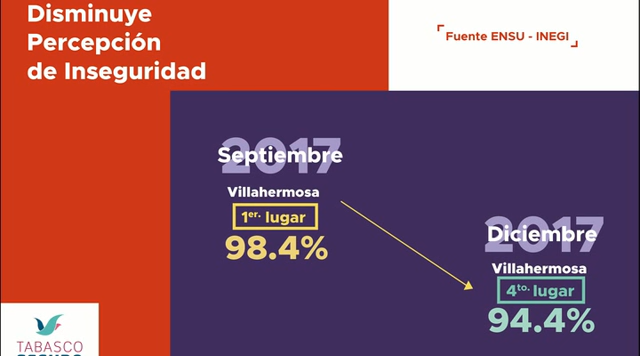 Disminuye
Percepción
de Inseguridad
Fuente ENSU - INEGI
2017
Septiembre
Villahermosa
1er. lugar
98.4%
2017
Diciembre
Villahermosa
4to. lugar
94.4%
TABASCO